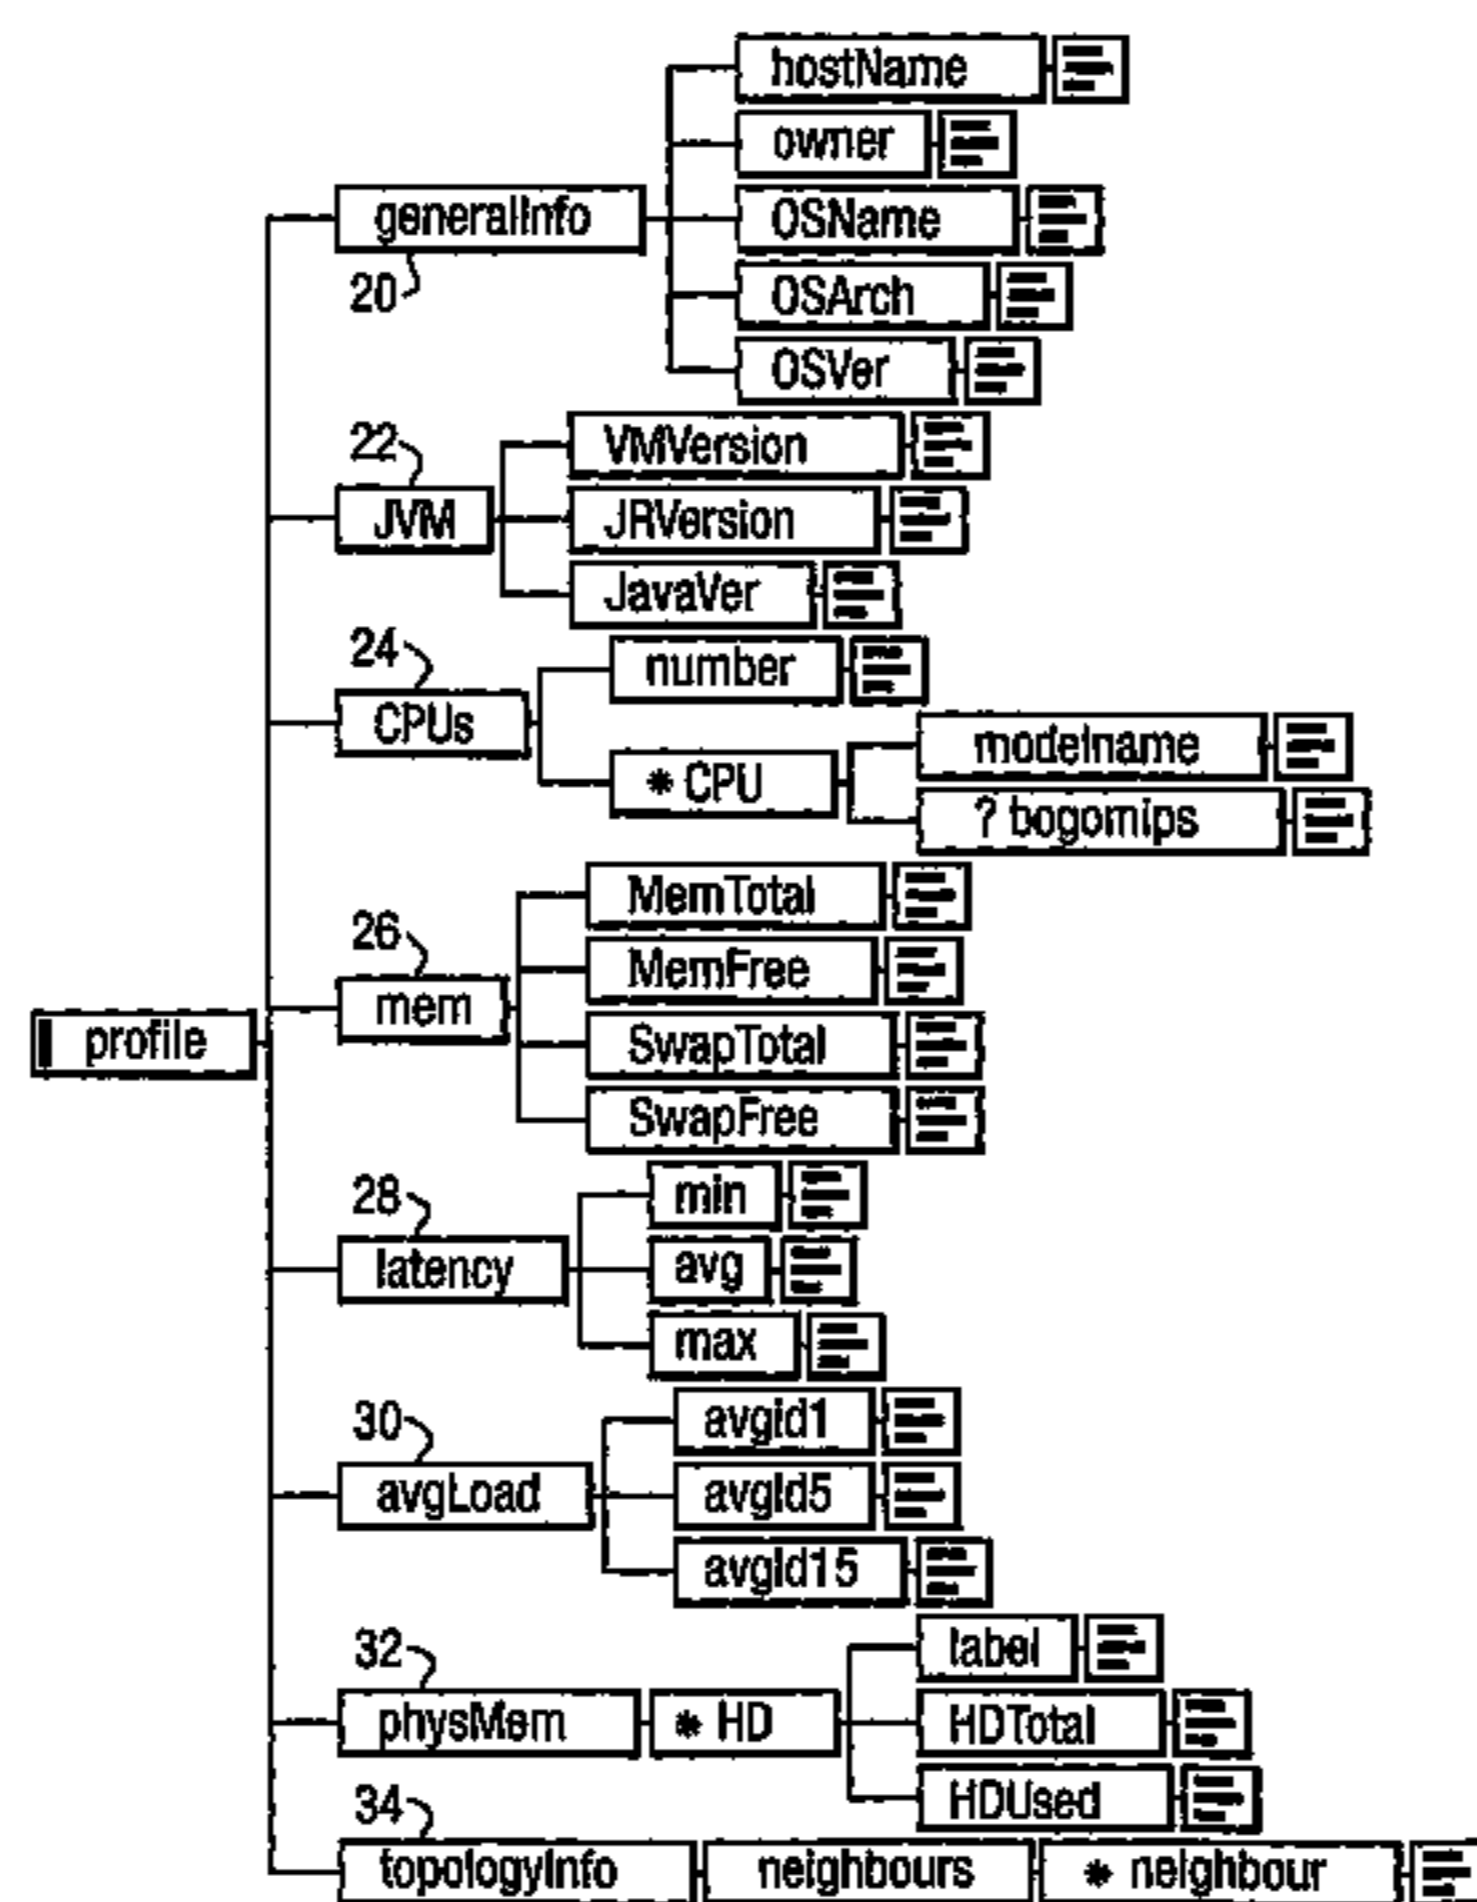 hostName
owner
generalInfo
OSName
20
OSArch
OSVer
22
VMVersion
JVM
JRVersion
JavaVer
24
number
CPUs
modelname
* CPU
? bogomips
26
MemTotal
MemFree
mem
profile
SwapTotal
SwapFree
28
min
latency
avg
max
30
avgid1
avgLoad
avgld5
avgld15
32
label
physMem * HD HDTotal
34
HDUsed
topologyInfo neighbours * neighbour